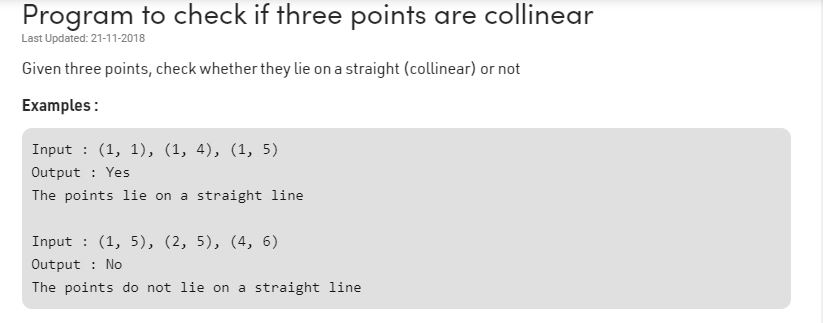 Program to check if three points are collinear
Last Updated: 21-11-2018
Given three points, check whether they lie on a straight (collinear) or not
Examples :
Input : (1, 1), (1, 4), (1, 5)
Output : Yes
The points lie on a straight line
Input : (1, 5), (2, 5), (4, 6)
Output : No
The points do not lie on a straight line